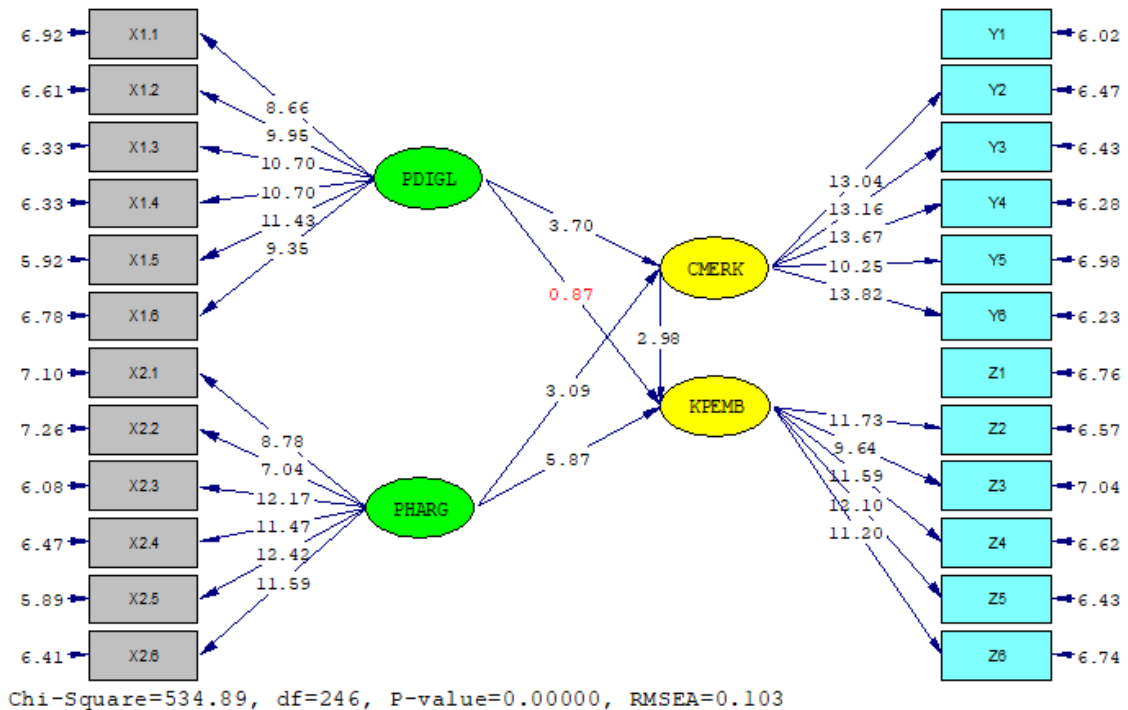 6.92 X1.1
6.61 X1.2
6.33 X1.3
6.33 X1.4
5.92 X1.5
6.78 X1.6
7.10 X2.1
7.26 X2.2
6.08 X2.3
6.47 X2.4
5.89 X2.5
6.41 X2.6
8.66
9.95
10.70
10.70
11.43
9.35
8.78
7.04
12.17
11.47
12.42
11.59
PDIGL
PHARG
3.70
0.87
3.09
5.87
2.98
CMERK
KPEMB
13.04
13.16
13.67
10.25
13.82
11.73
9.64
11.59
12.10
11.20
Y1 6.02
Y2 6.47
Y3 6.43
Y4 6.28
Y5 6.98
Y6 6.23
Z1 6.76
Z2 6.57
Z3 7.04
Z4 6.62
Z5 6.43
Z6 6.74
Chi-Square=534.89, df=246, P-value=0.00000, RMSEA=0.103